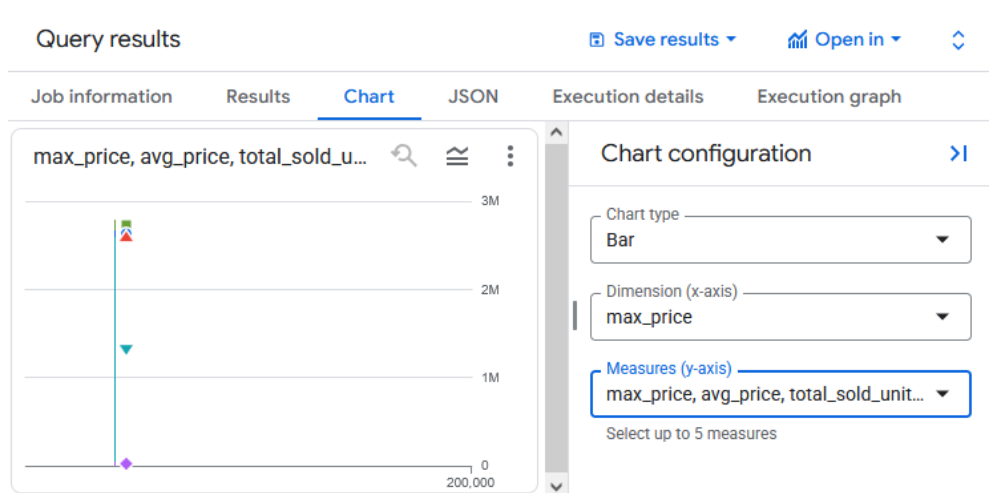 Query results
Save results
Open in
Job information
Results
Chart
JSON
Execution details
Execution graph
max_price, avg_price, total_sold_u...
3M
2M
1M
0
200,000
Chart configuration
Chart type
Bar
Dimension (x-axis)
max_price
Measures (y-axis)
max_price, avg_price, total_sold_unit...
Select up to 5 measures